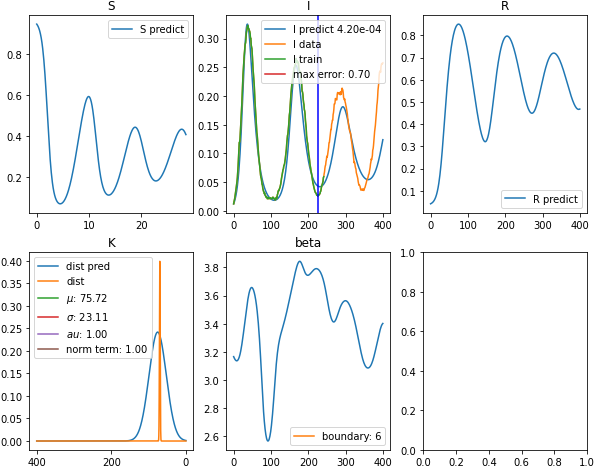 S
0.8
0.6
0.4
0.2
0 10 20
S predict
I
0.30
0.25
0.20
0.15
0.10
0.05
0.00
0 100 200 300 400
I predict 4.20e-04
I data
I train
max error: 0.70
R
0.8
0.7
0.6
0.5
0.4
0.3
0.2
0.1
0 100 200 300 400
R predict
K
0.40
0.35
0.30
0.25
0.20
0.15
0.10
0.05
0.00
400 200 0
dist pred
dist
μ: 75.72
σ: 23.11
au: 1.00
norm term: 1.00
beta
3.8
3.6
3.4
3.2
3.0
2.8
2.6
0 100 200 300 400
boundary: 6
1.0
0.8
0.6
0.4
0.2
0.0
0.0 0.2 0.4 0.6 0.8 1.0